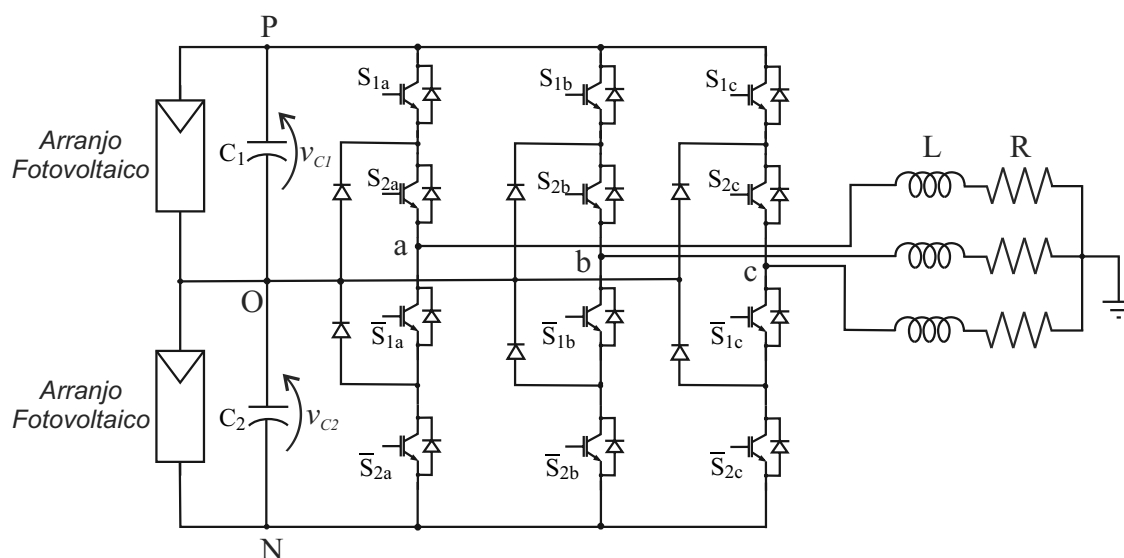 P
S1a
S1b
S1c
Arranjo
Fotovoltaico
C1
vC1
L
R
S2a
S2b
S2c
a
b
c
O
S̅1a
S̅1b
S̅1c
Arranjo
Fotovoltaico
C2
vC2
S̅2a
S̅2b
S̅2c
N